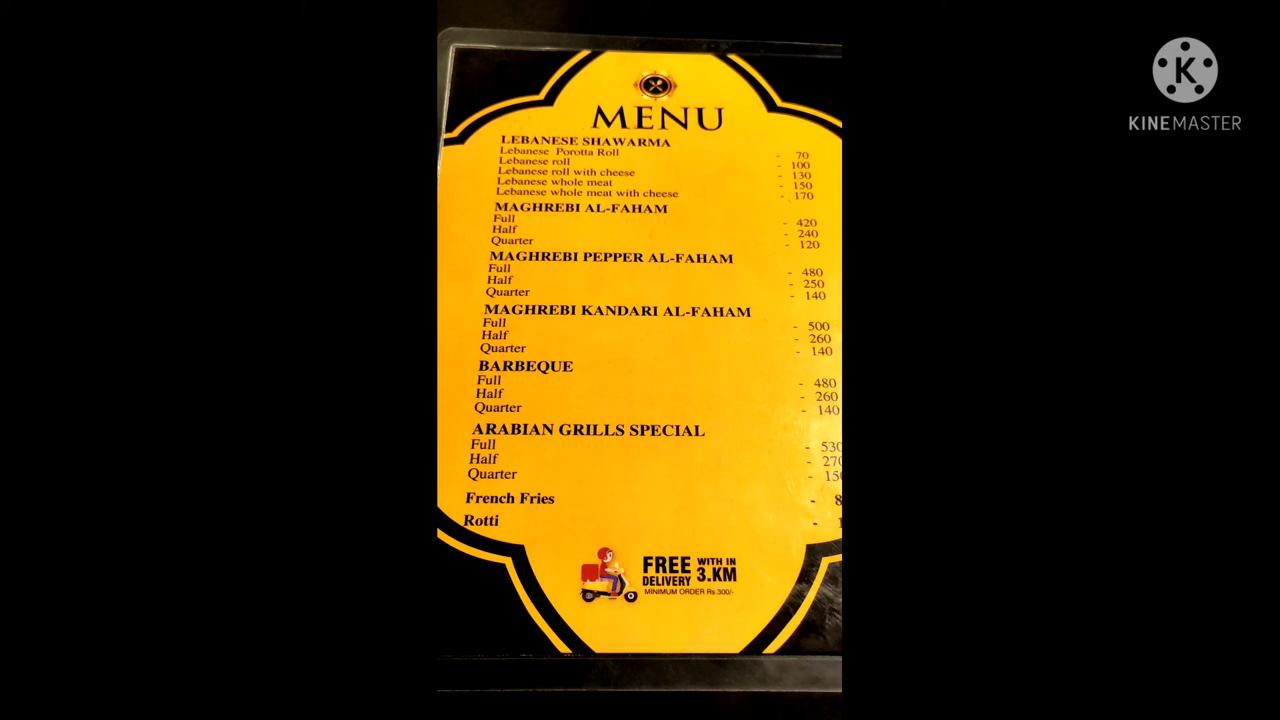 MENU
LEBANESE SHAWARMA
Lebanese Porotta Roll - 70
Lebanese roll - 100
Lebanese roll with cheese - 130
Lebanese whole meat - 150
Lebanese whole meat with cheese - 170
MAGHREBI AL-FAHAM
Full - 420
Half - 240
Quarter - 120
MAGHREBI PEPPER AL-FAHAM
Full - 480
Half - 250
Quarter - 140
MAGHREBI KANDARI AL-FAHAM
Full - 500
Half - 260
Quarter - 140
BARBEQUE
Full - 480
Half - 260
Quarter - 140
ARABIAN GRILLS SPECIAL
Full - 530
Half - 270
Quarter - 150
French Fries -
Rotti -
FREE WITH IN
DELIVERY 3.KM
MINIMUM ORDER Rs.300/-
K
KINEMASTER